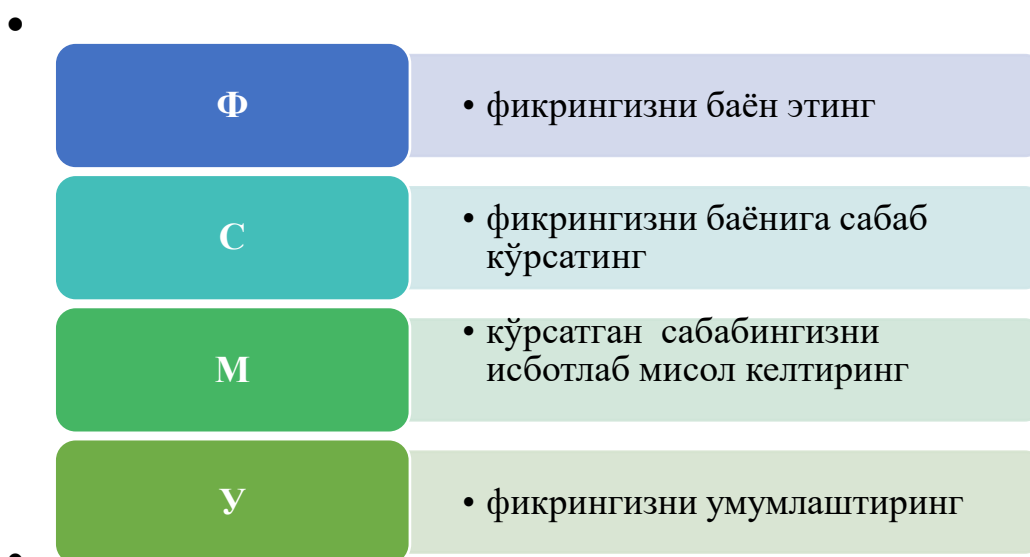 Ф
• фикрингизни баён этинг
С
• фикрингизни баёнига сабаб
кўрсатинг
М
• кўрсатган сабабингизни
исботлаб мисол келтиринг
У
• фикрингизни умумлаштиринг